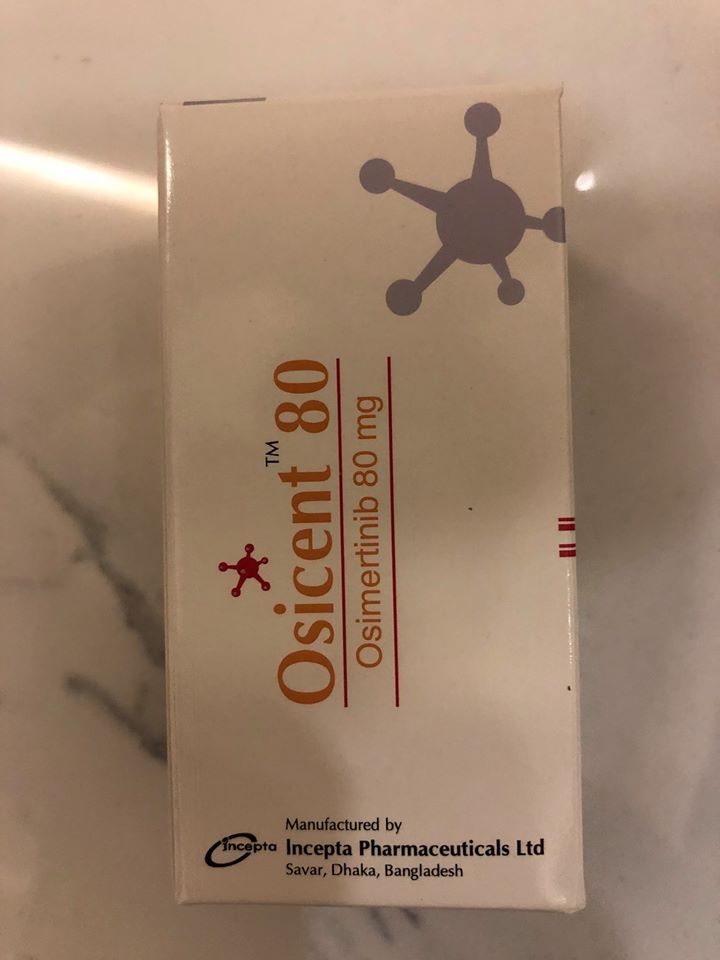 Osicent™ 80
Osimertinib 80 mg
Manufactured by
incepta
Incepta Pharmaceuticals Ltd
Savar, Dhaka, Bangladesh